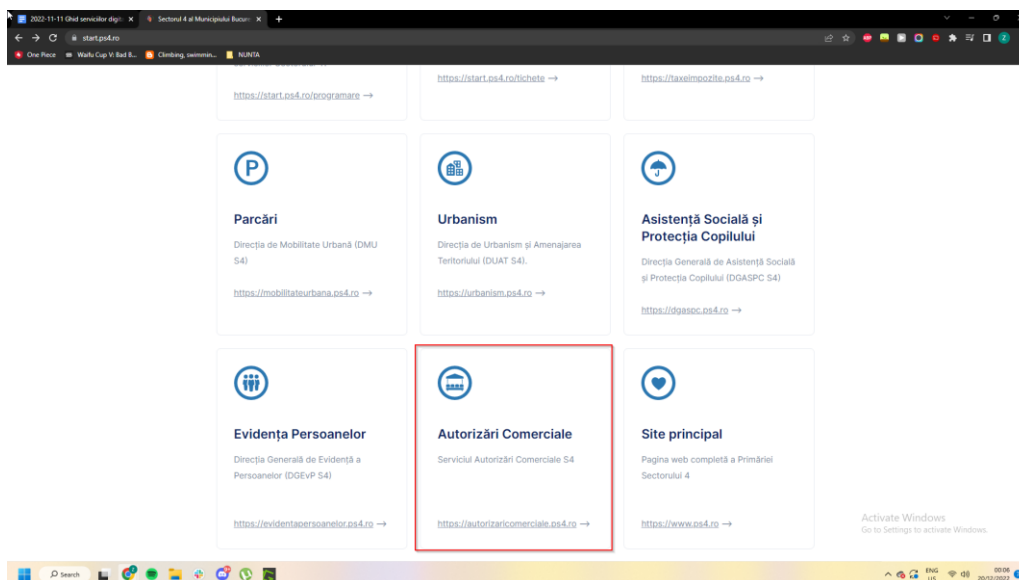 2022-11-11 Ghid serviciilor digit
Sectorul 4 al Municipiului Bucure
start.ps4.ro
One Piece
Waifu Cup V: Bad B...
Climbing, swimmin...
NUNTA
https://start.ps4.ro/programare →
https://start.ps4.ro/tichete →
https://taxeimpozite.ps4.ro →
P
Parcări
Direcția de Mobilitate Urbană (DMU
S4)
https://mobilitateurbana.ps4.ro →
Urbanism
Direcția de Urbanism și Amenajarea
Teritoriului (DUAT S4).
https://urbanism.ps4.ro →
Asistență Socială și
Protecția Copilului
Direcția Generală de Asistență Socială
și Protecția Copilului (DGASPC S4)
https://dgaspc.ps4.ro →
Evidența Persoanelor
Direcția Generală de Evidență a
Persoanelor (DGEvP S4)
https://evidentapersoanelor.ps4.ro →
Autorizări Comerciale
Serviciul Autorizări Comerciale S4
https://autorizaricomerciale.ps4.ro →
Site principal
Pagina web completă a Primăriei
Sectorului 4
https://www.ps4.ro →
Activate Windows
Go to Settings to activate Windows.
Search
ENG
US
00:06
20/12/2022